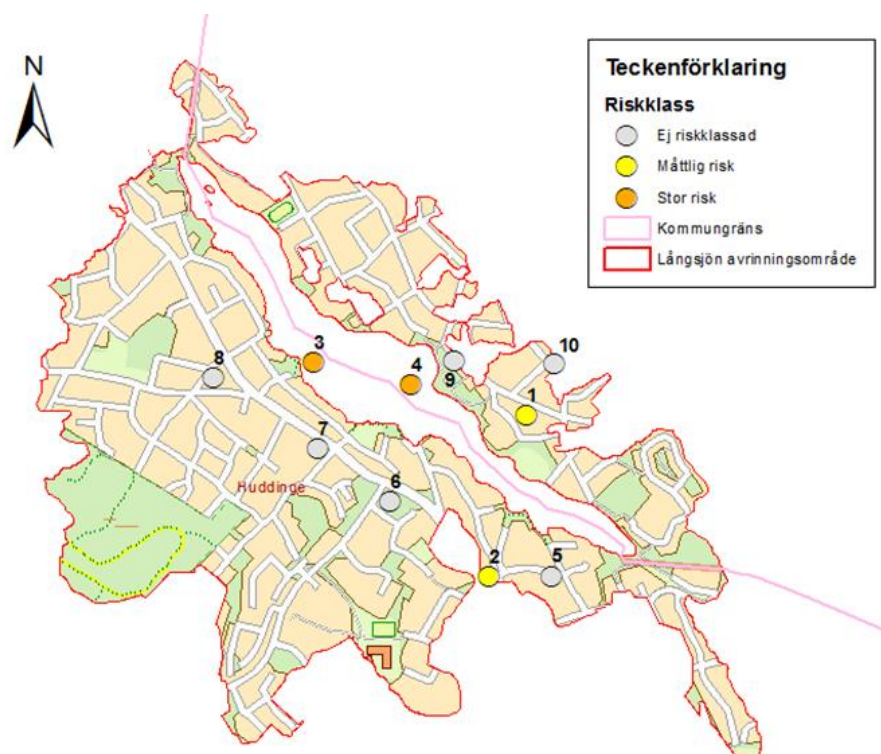 N
Teckenförklaring
Riskklass
Ej riskklassad
Måttlig risk
Stor risk
Kommungräns
Långsjön avrinningsområde
3
4
8
9
10
1
7
Huddinge
6
2
5